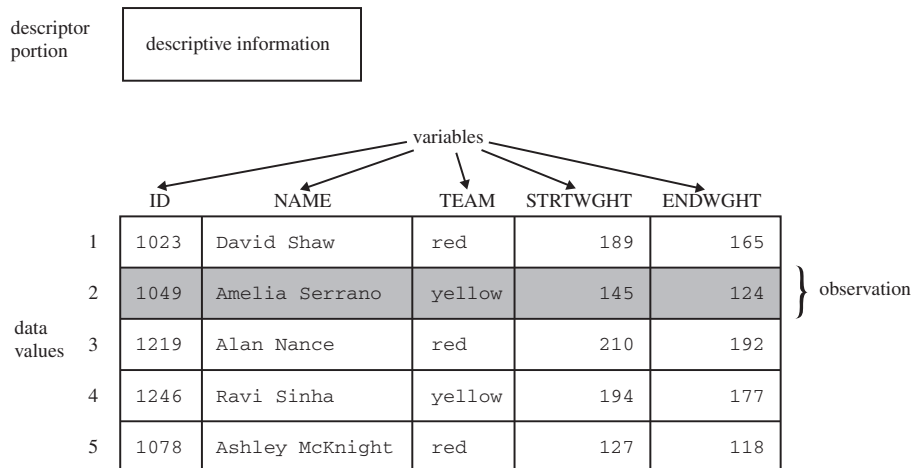 descriptor
portion
descriptive information
variables
ID NAME TEAM STRTWGHT ENDWGHT
1 1023 David Shaw red 189 165
2 1049 Amelia Serrano yellow 145 124
observation
data
values
3 1219 Alan Nance red 210 192
4 1246 Ravi Sinha yellow 194 177
5 1078 Ashley McKnight red 127 118